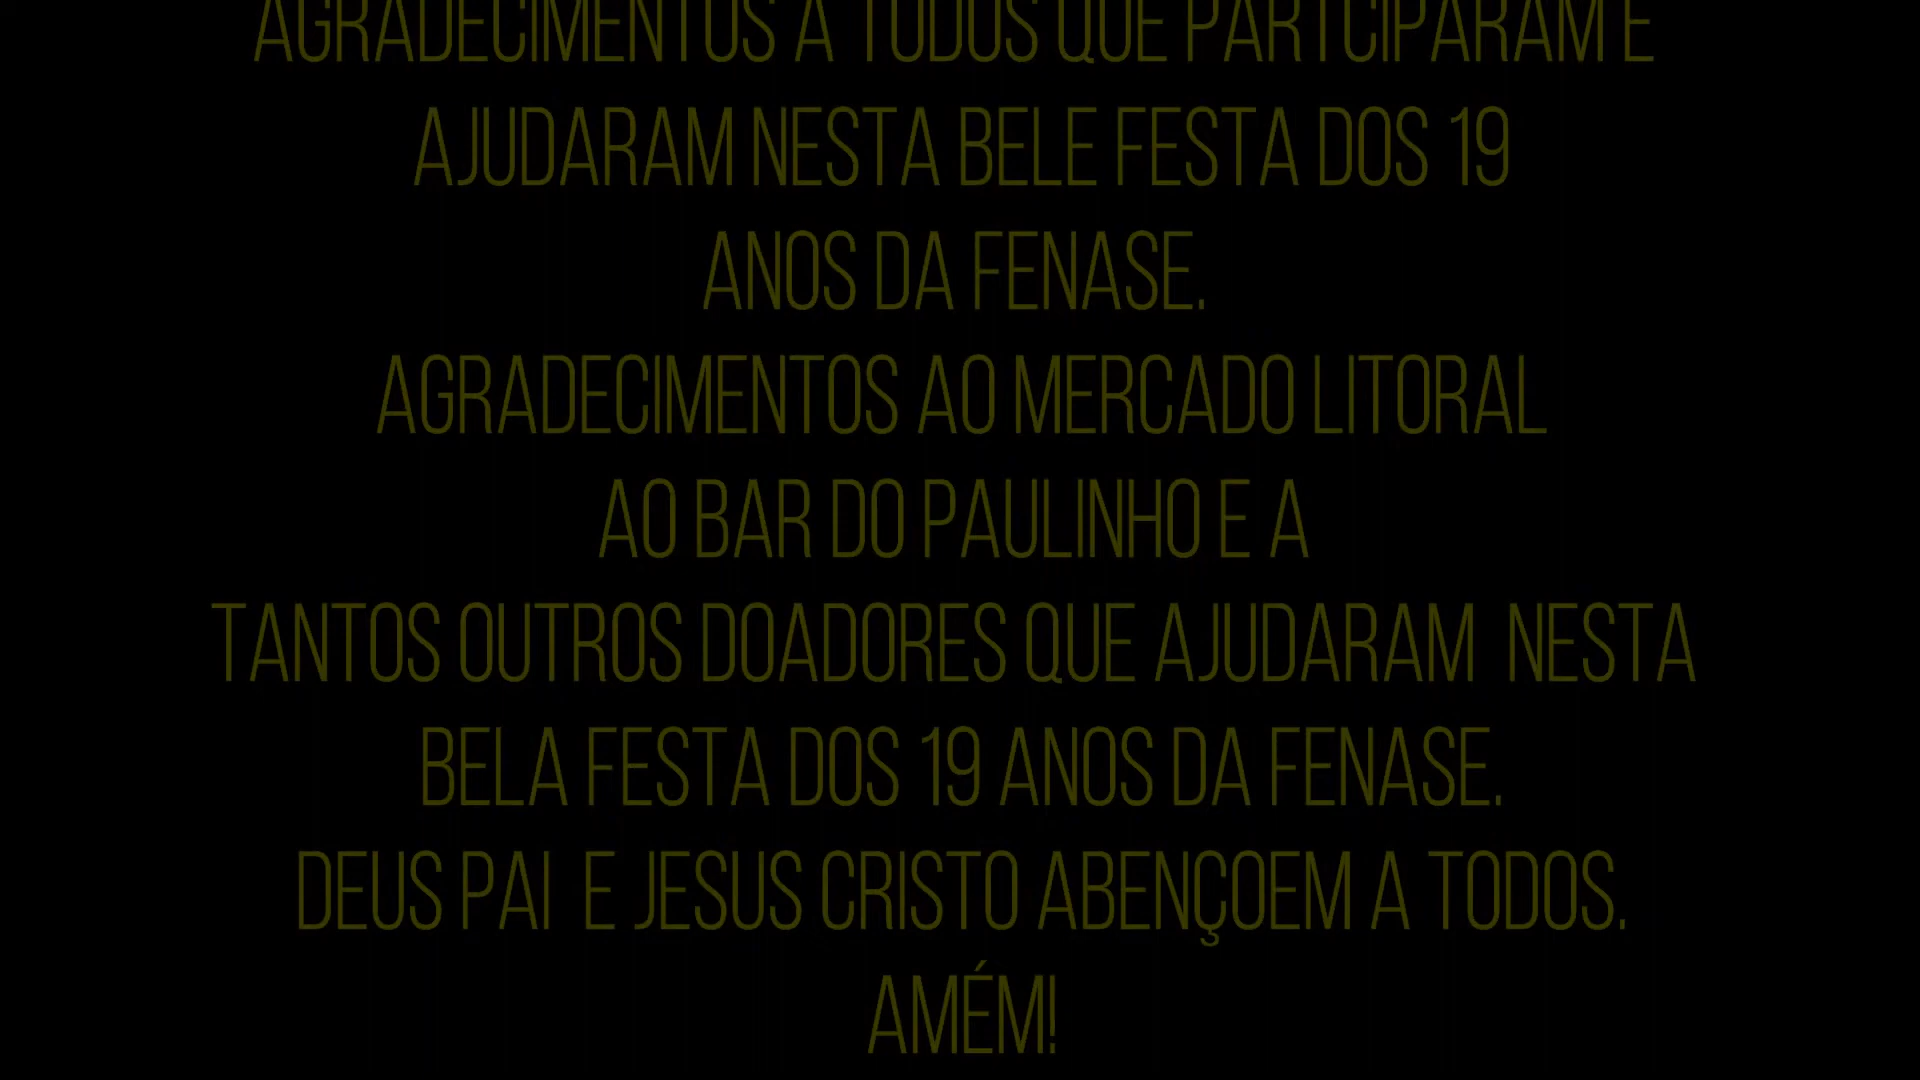 AGRADECIMENTOS A TODOS QUE PARTCIPARAM E
AJUDARAM NESTA BELE FESTA DOS 19
ANOS DA FENASE.
AGRADECIMENTOS AO MERCADO LITORAL
AO BAR DO PAULINHO E A
TANTOS OUTROS DOADORES QUE AJUDARAM NESTA
BELA FESTA DOS 19 ANOS DA FENASE.
DEUS PAI E JESUS CRISTO ABENÇOEM A TODOS.
AMÉM!